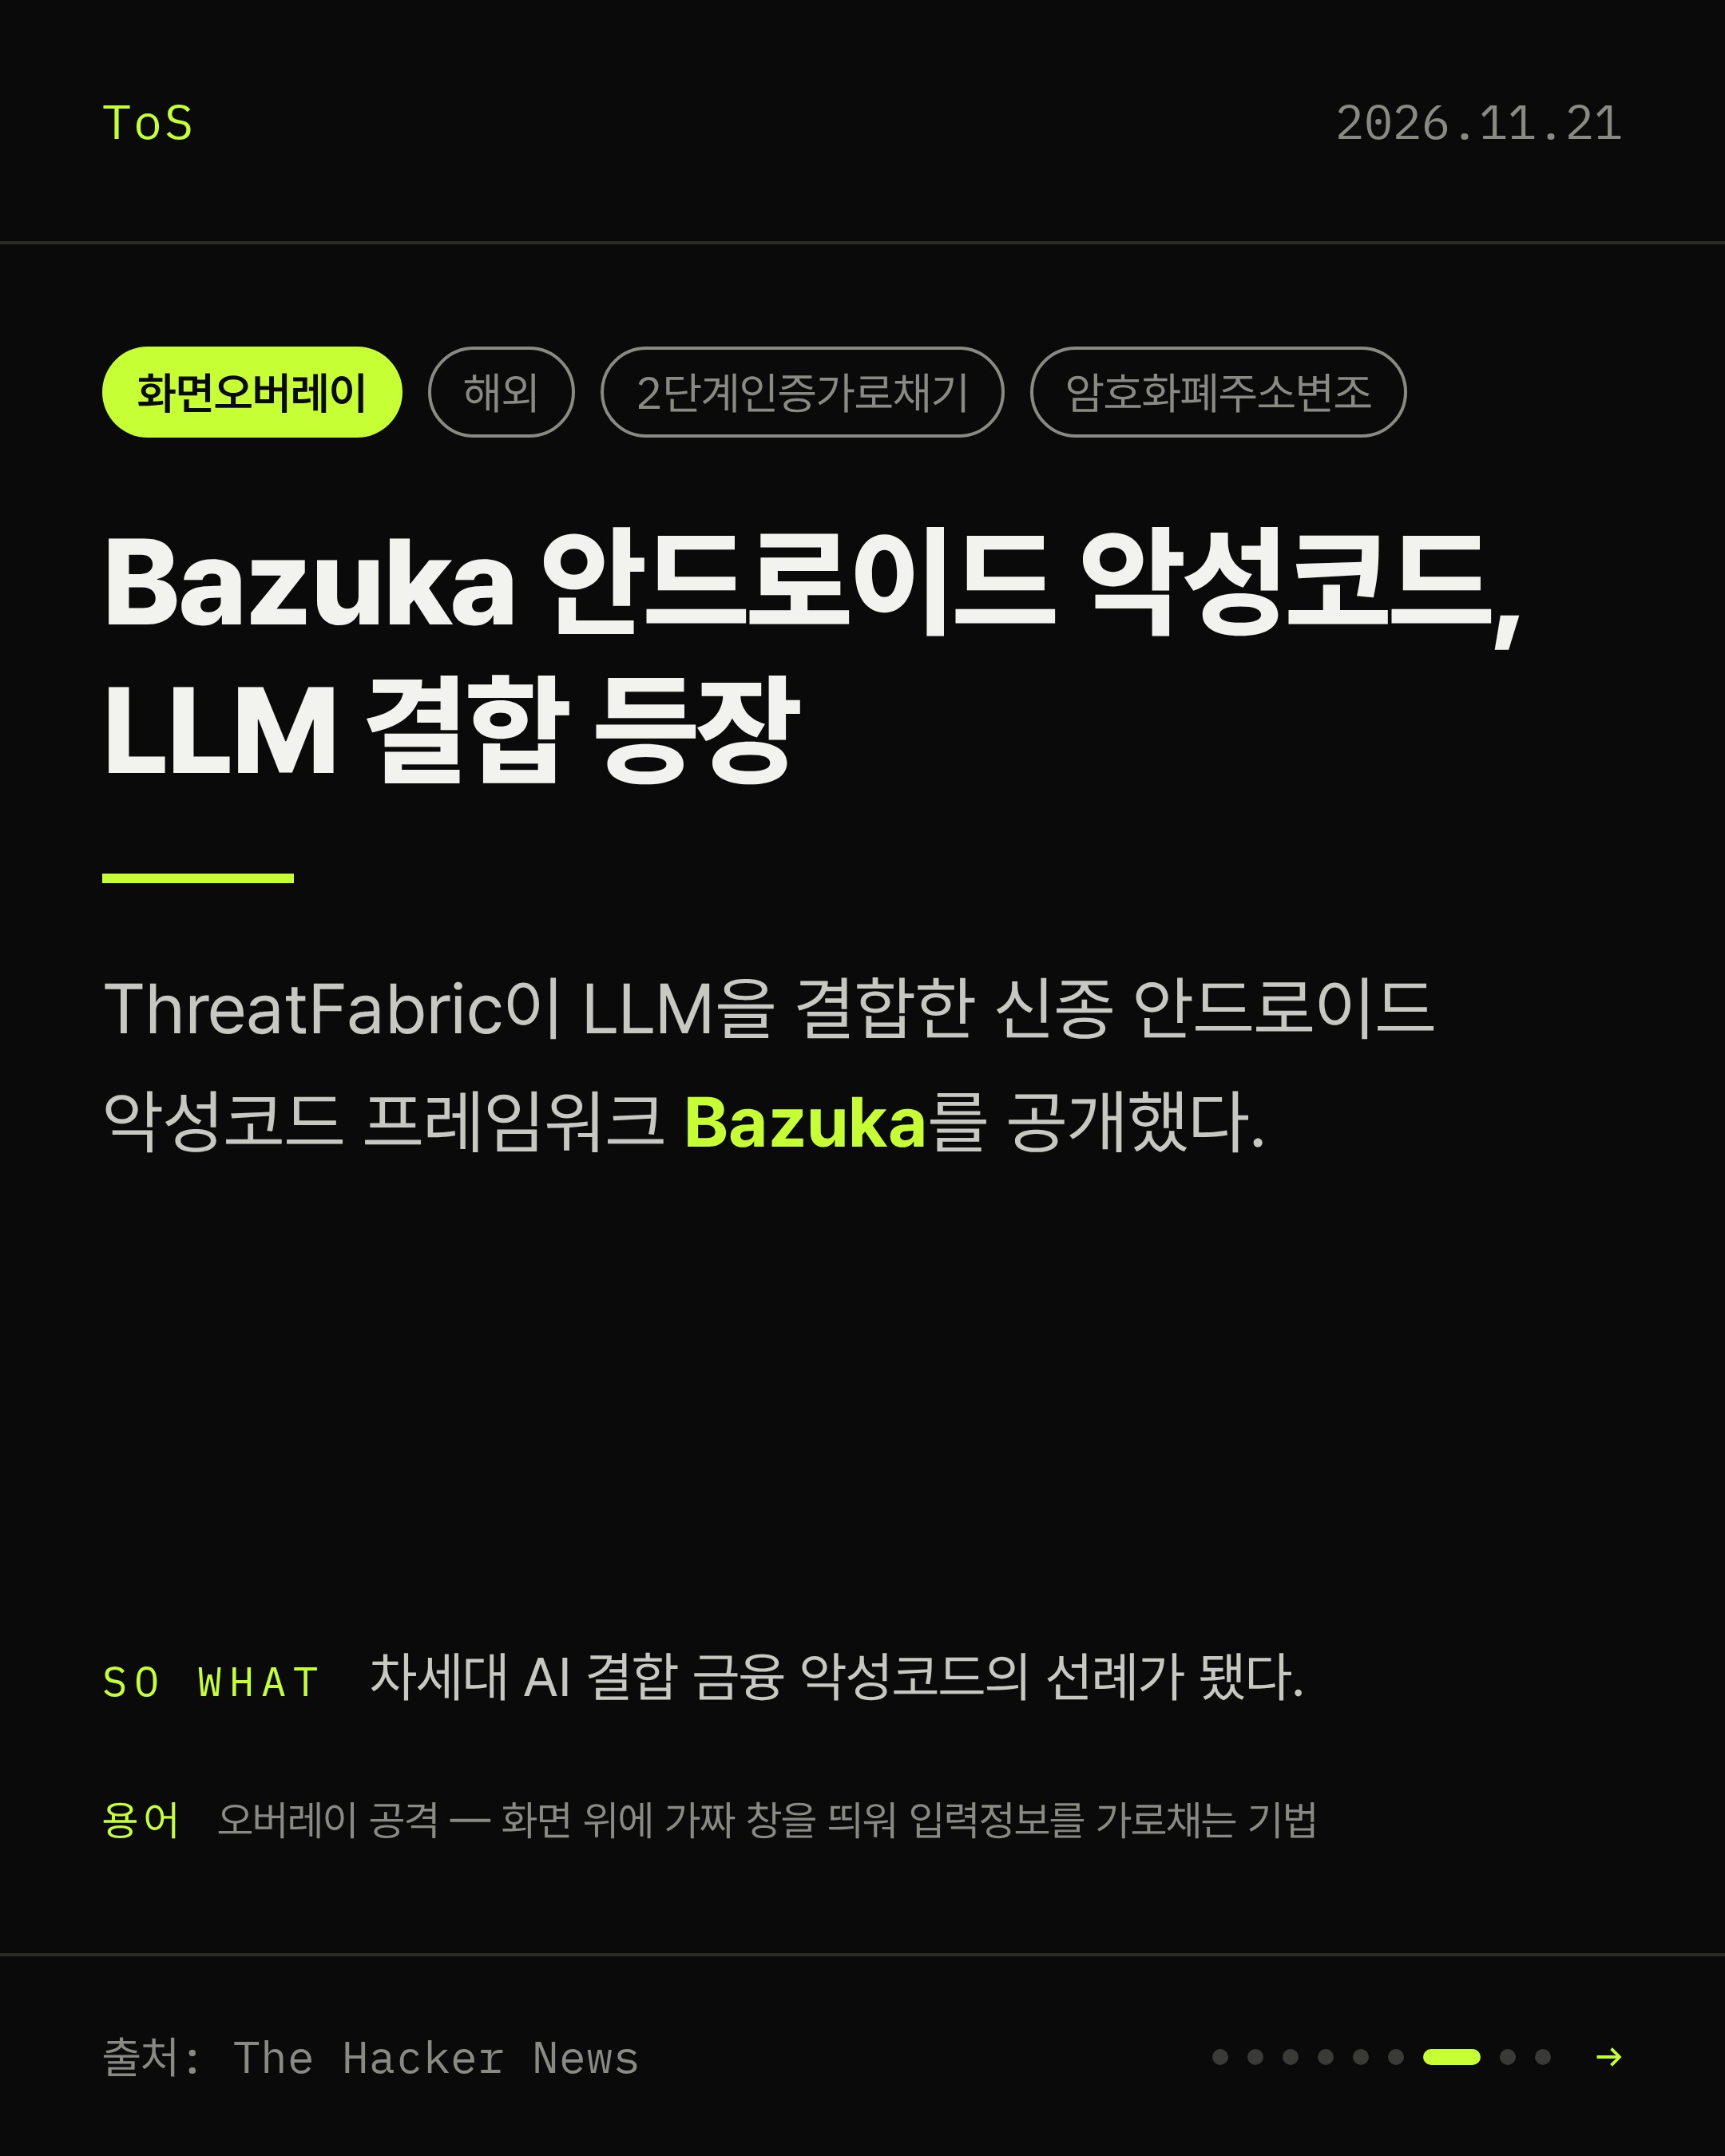 ToS
2026.11.21
화면오버레이 해외 2단계인증가로채기 암호화폐주소변조
Bazuka 안드로이드 악성코드,
LLM 결합 등장
ThreatFabric이 LLM을 결합한 신종 안드로이드
악성코드 프레임워크 Bazuka를 공개했다.
SO WHAT 차세대 AI 결합 금융 악성코드의 선례가 됐다.
용어 오버레이 공격 — 화면 위에 가짜 창을 띄워 입력정보를 가로채는 기법
출처: The Hacker News →